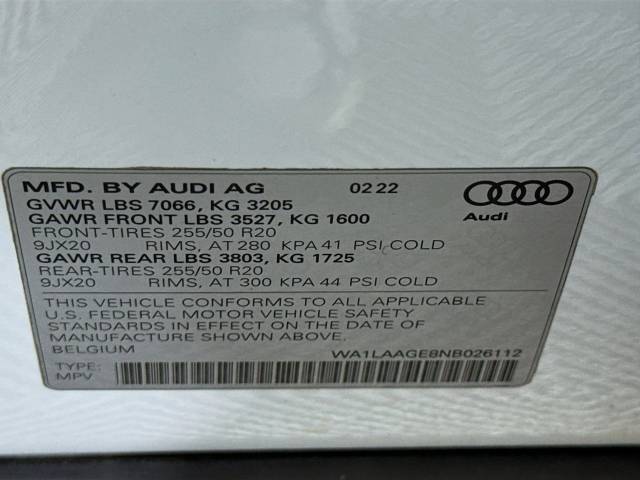 MFD. BY AUDI AG 02 22
Audi
GVWR LBS 7066, KG 3205
GAWR FRONT LBS 3527, KG 1600
FRONT-TIRES 255/50 R20
9JX20 RIMS, AT 280 KPA 41 PSI COLD
GAWR REAR LBS 3803, KG 1725
REAR-TIRES 255/50 R20
9JX20 RIMS, AT 300 KPA 44 PSI COLD
THIS VEHICLE CONFORMS TO ALL APPLICABLE
U.S. FEDERAL MOTOR VEHICLE SAFETY
STANDARDS IN EFFECT ON THE DATE OF
MANUFACTURE SHOWN ABOVE,
BELGIUM WA1LAAGE8NB026112
TYPE:
MPV